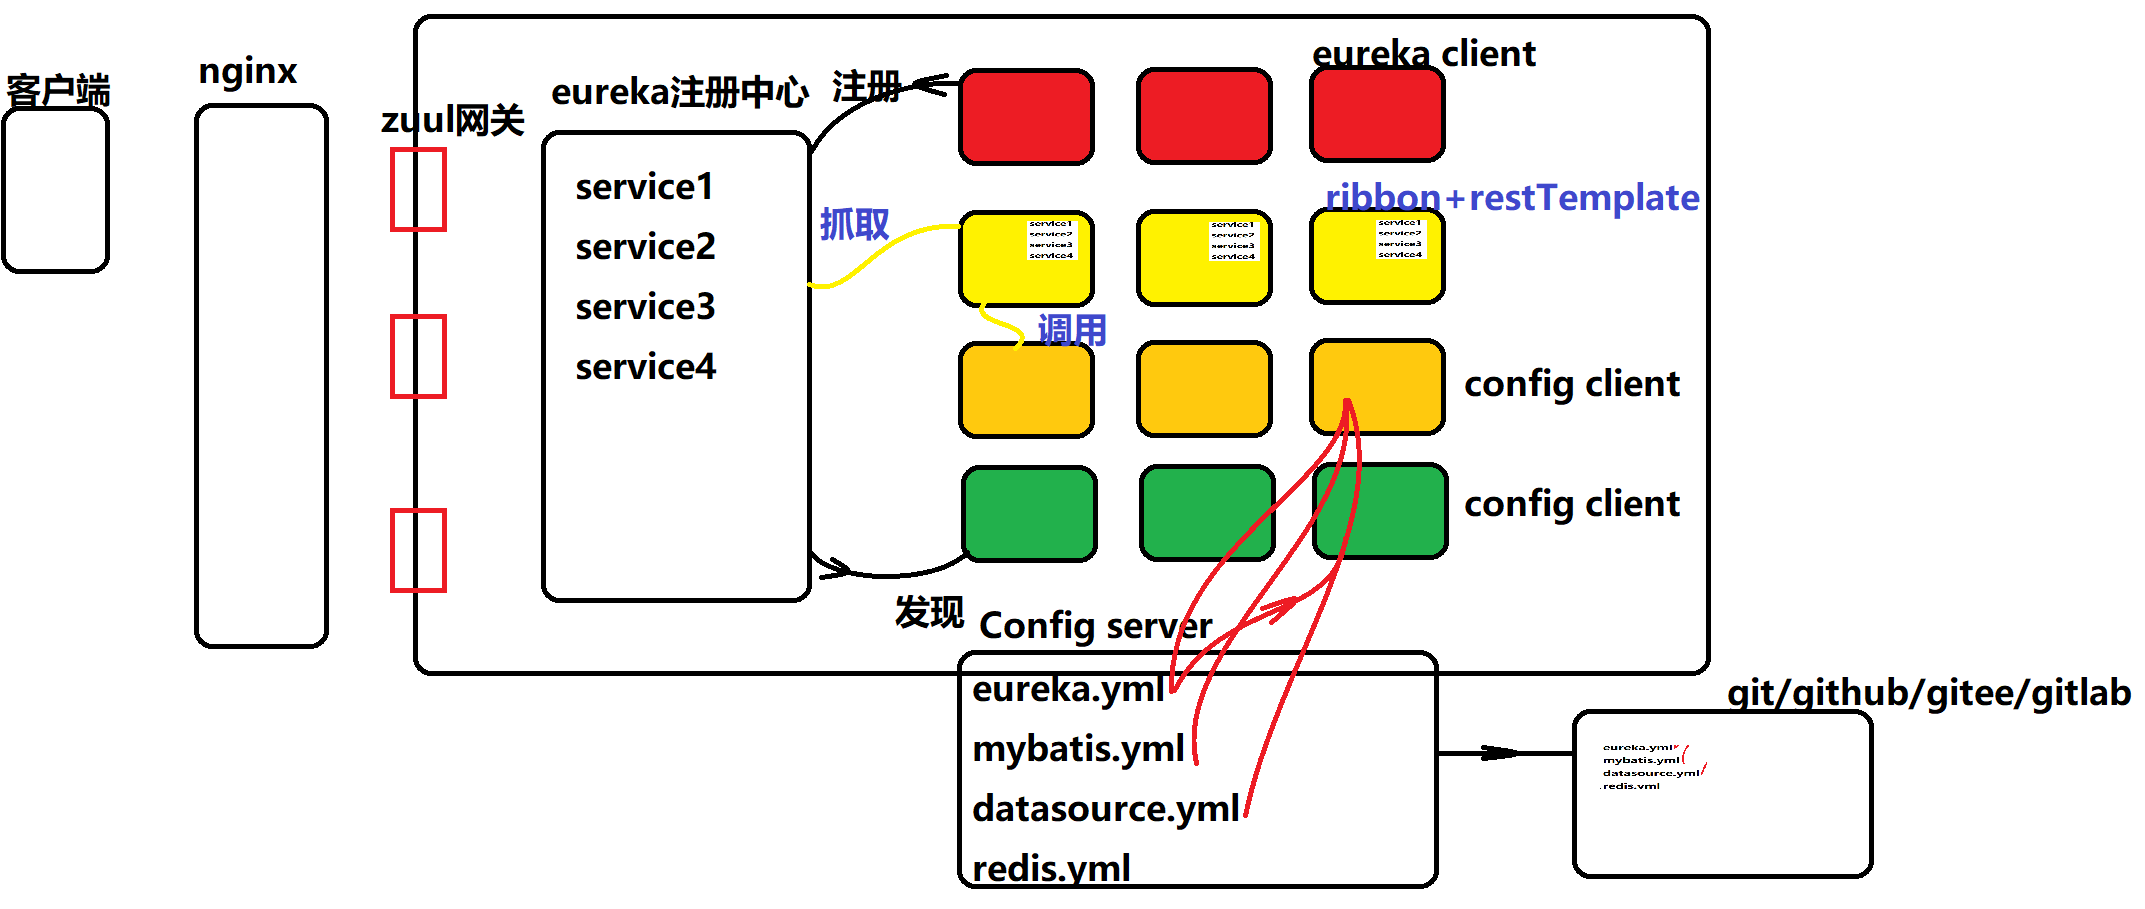 客户端
nginx
zuul网关
eureka注册中心
注册
eureka client
service1
service2
service3
service4
抓取
ribbon+restTemplate
service1
service2
service3
service4
service1
service2
service3
service4
service1
service2
service3
service4
调用
config client
config client
发现
Config server
eureka.yml
mybatis.yml
datasource.yml
redis.yml
git/github/gitee/gitlab
eureka.yml
mybatis.yml
datasource.yml
redis.yml